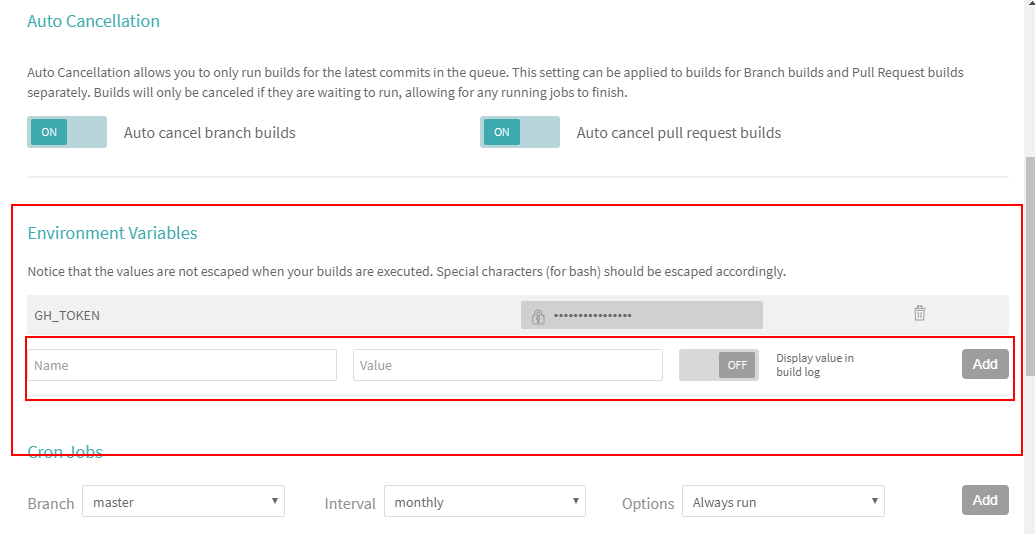 Auto Cancellation
Auto Cancellation allows you to only run builds for the latest commits in the queue. This setting can be applied to builds for Branch builds and Pull Request builds
separately. Builds will only be canceled if they are waiting to run, allowing for any running jobs to finish.
ON Auto cancel branch builds ON Auto cancel pull request builds
Environment Variables
Notice that the values are not escaped when your builds are executed. Special characters (for bash) should be escaped accordingly.
GH_TOKEN ••••••••••••••••
Name Value OFF Display value in
build log Add
Cron Jobs
Branch master Interval monthly Options Always run Add